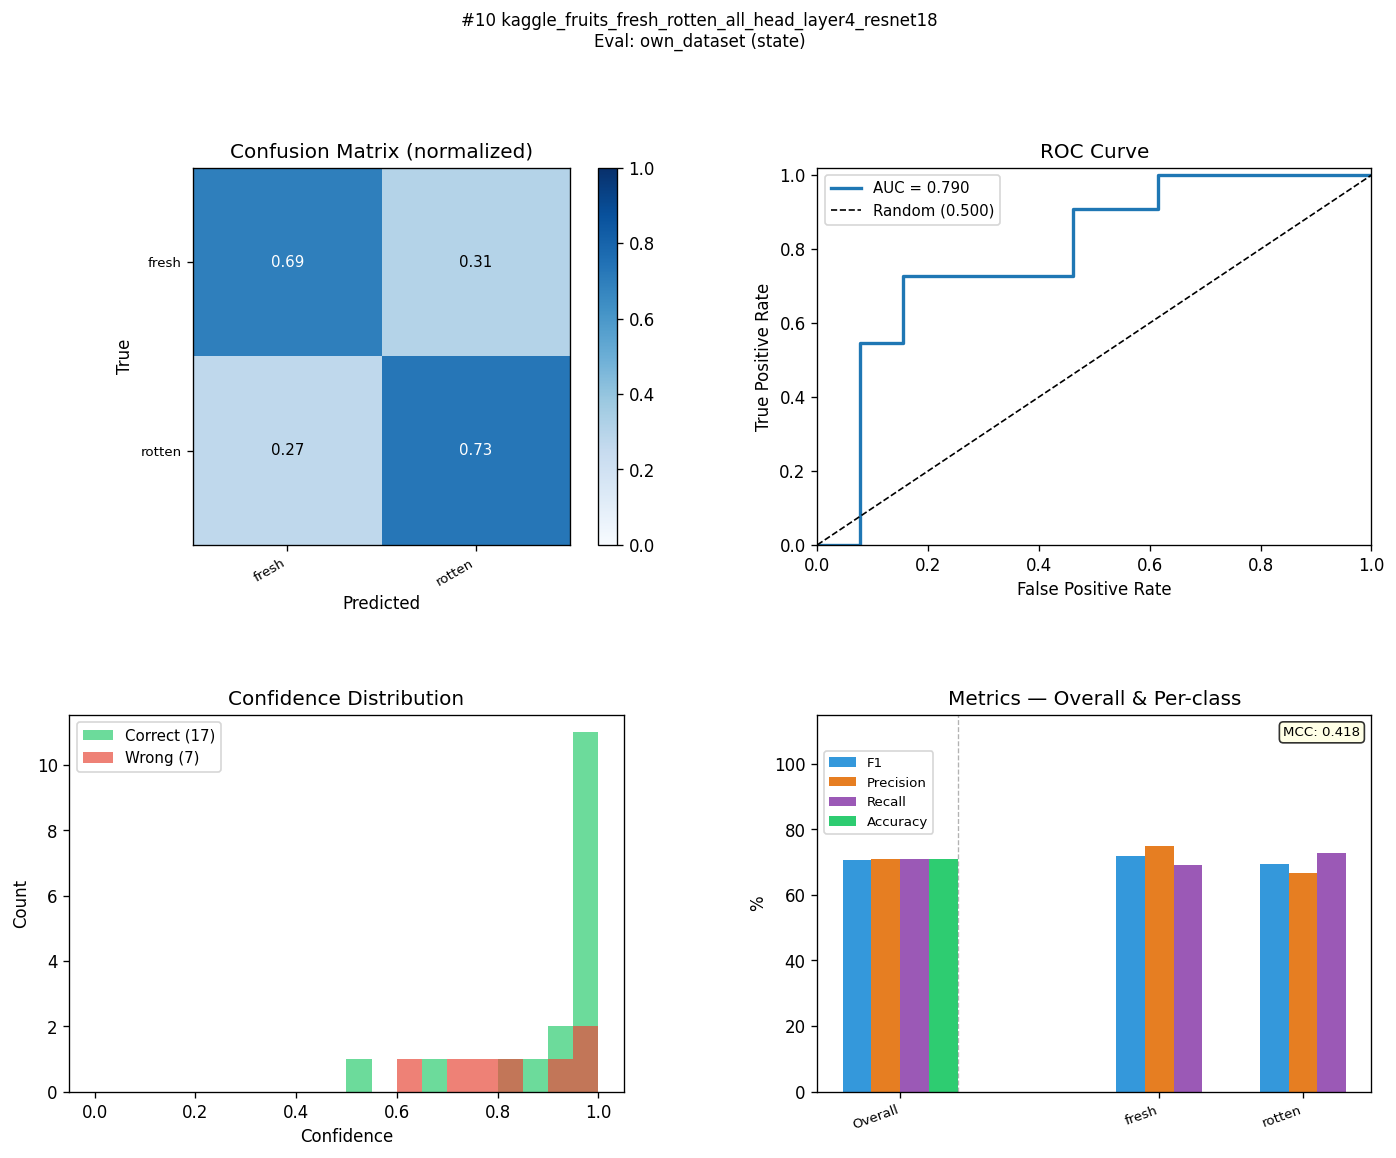 #10 kaggle_fruits_fresh_rotten_all_head_layer4_resnet18
Eval: own_dataset (state)
Confusion Matrix (normalized)
fresh
rotten
True
0.69
0.31
0.27
0.73
fresh
rotten
Predicted
1.0
0.8
0.6
0.4
0.2
0.0
ROC Curve
AUC = 0.790
Random (0.500)
True Positive Rate
1.0
0.8
0.6
0.4
0.2
0.0
0.0
0.2
0.4
0.6
0.8
1.0
False Positive Rate
Confidence Distribution
Correct (17)
Wrong (7)
Count
10
8
6
4
2
0
0.0
0.2
0.4
0.6
0.8
1.0
Confidence
Metrics — Overall & Per-class
MCC: 0.418
F1
Precision
Recall
Accuracy
%
100
80
60
40
20
0
Overall
fresh
rotten